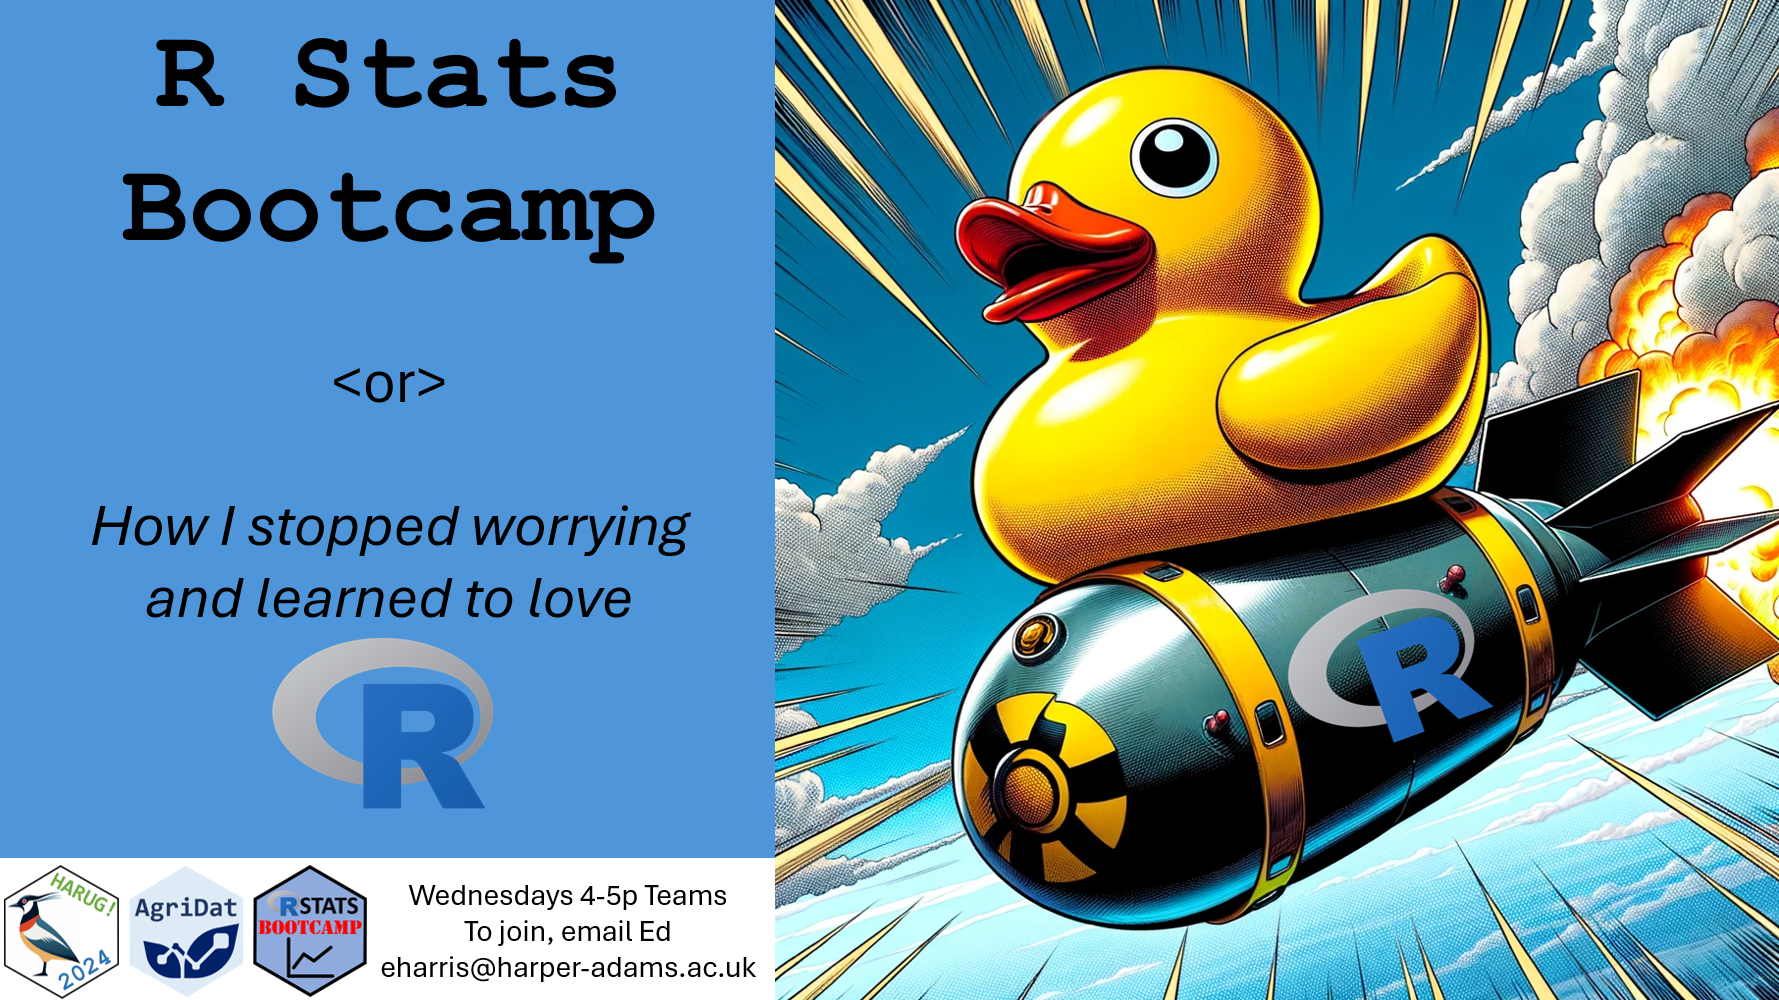 R Stats
Bootcamp
<or>
How I stopped worrying
and learned to love
R
HARUG!
2024
AgriDat
RSTATS
BOOTCAMP
Wednesdays 4-5p Teams
To join, email Ed
eharris@harper-adams.ac.uk
R